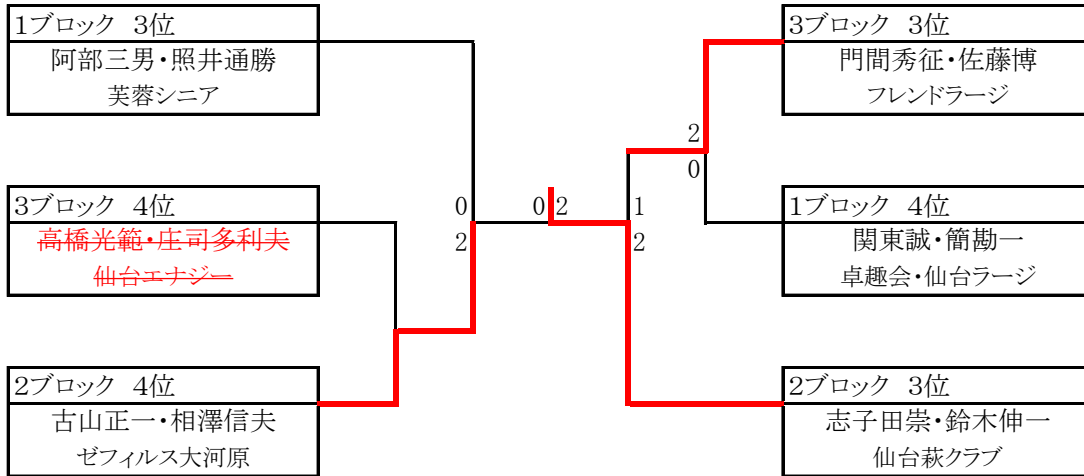 1ブロック 3位
阿部三男・照井通勝
芙蓉シニア
3ブロック 4位
高橋光範・庄司多利夫
仙台エナジー
2ブロック 4位
古山正一・相澤信夫
ゼフィルス大河原
0
2
0 2
1
2
2
0
3ブロック 3位
門間秀征・佐藤博
フレンドラージ
1ブロック 4位
関東誠・簡勘一
卓趣会・仙台ラージ
2ブロック 3位
志子田崇・鈴木伸一
仙台萩クラブ